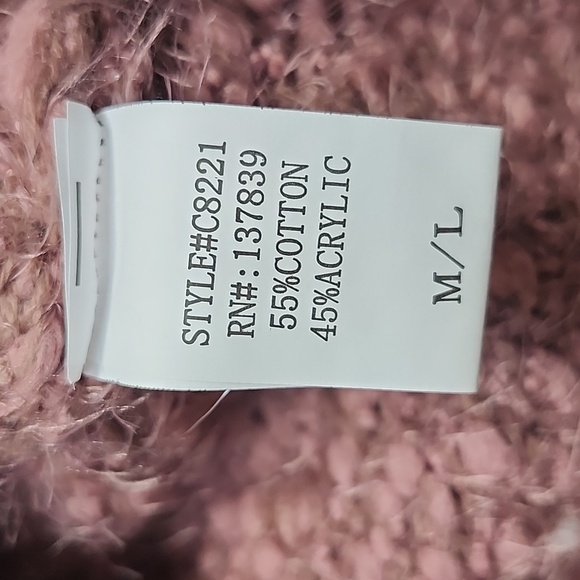 STYLE#C8221
RN#:137839
55%COTTON
45%ACRYLIC
M/L